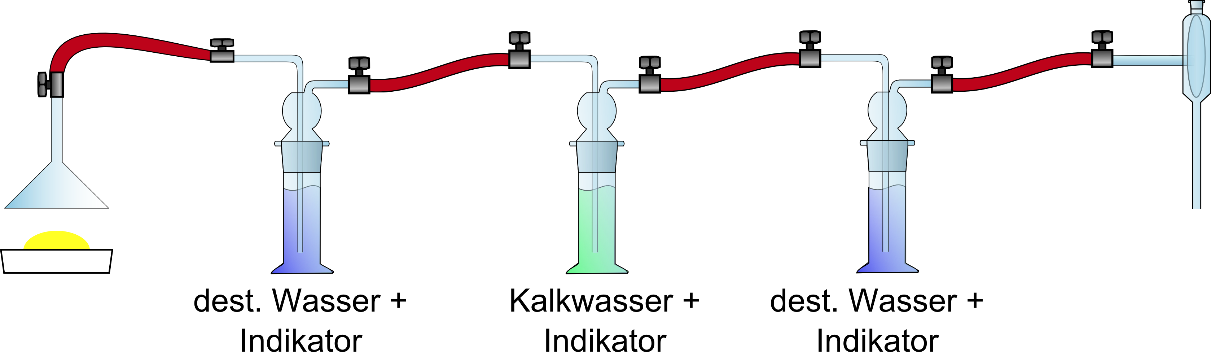 dest. Wasser +
Indikator
Kalkwasser +
Indikator
dest. Wasser +
Indikator